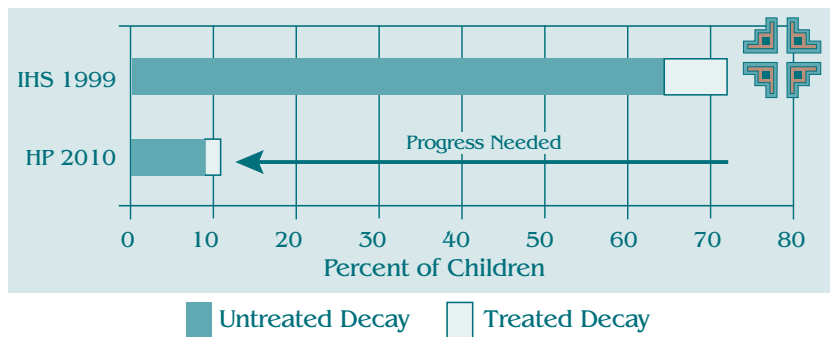 IHS 1999
Progress Needed
HP 2010
0 10 20 30 40 50 60 70 80
Percent of Children
Untreated Decay Treated Decay